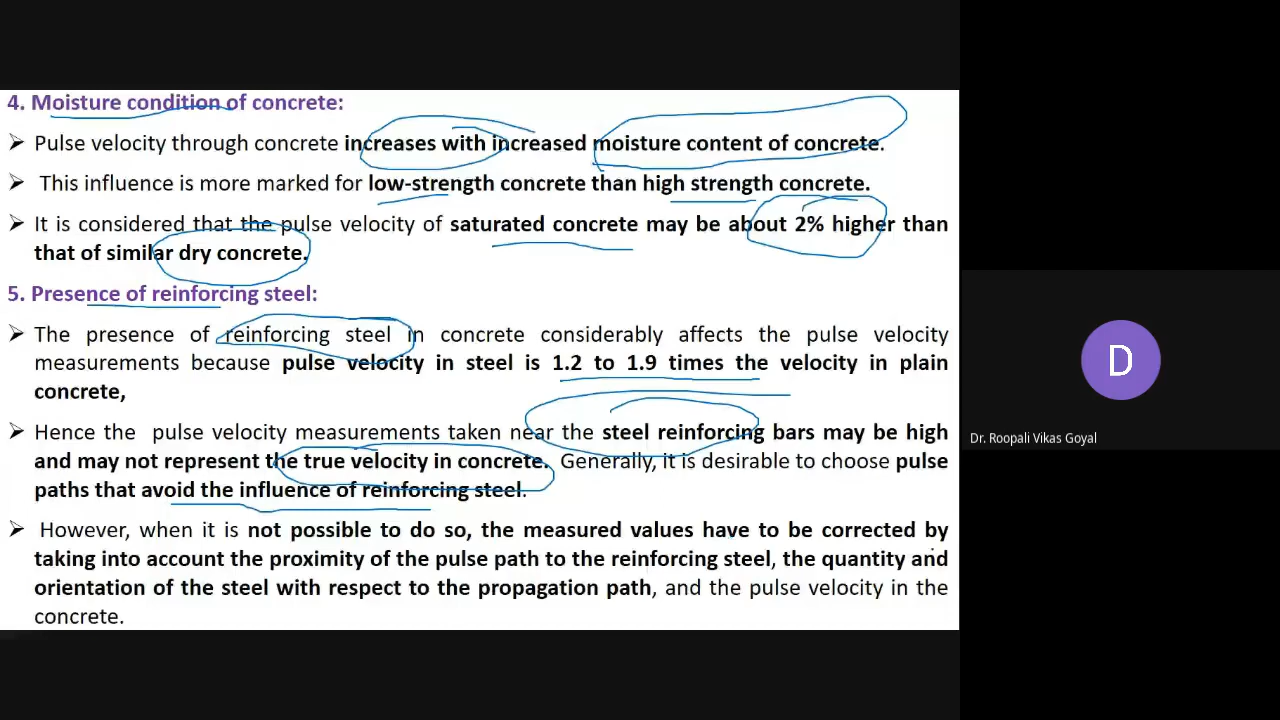 4. Moisture condition of concrete:
➢ Pulse velocity through concrete increases with increased moisture content of concrete.
➢ This influence is more marked for low-strength concrete than high strength concrete.
➢ It is considered that the pulse velocity of saturated concrete may be about 2% higher than
that of similar dry concrete.
5. Presence of reinforcing steel:
➢ The presence of reinforcing steel in concrete considerably affects the pulse velocity
measurements because pulse velocity in steel is 1.2 to 1.9 times the velocity in plain
concrete,
➢ Hence the pulse velocity measurements taken near the steel reinforcing bars may be high
and may not represent the true velocity in concrete. Generally, it is desirable to choose pulse
paths that avoid the influence of reinforcing steel.
➢ However, when it is not possible to do so, the measured values have to be corrected by
taking into account the proximity of the pulse path to the reinforcing steel, the quantity and
orientation of the steel with respect to the propagation path, and the pulse velocity in the
concrete.
D
Dr. Roopali Vikas Goyal